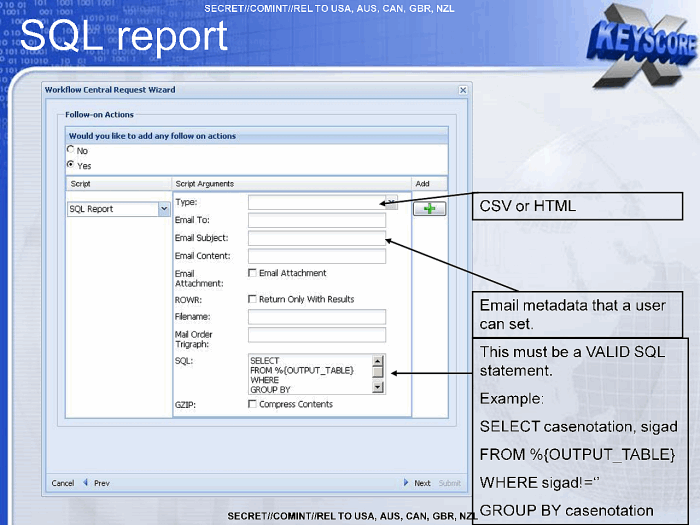 SECRET//COMINT//REL TO USA, AUS, CAN, GBR, NZL
SQL report
X
KEYSCORE
Workflow Central Request Wizard
Follow-on Actions
Would you like to add any follow on actions
No
Yes
Script Script Arguments Add
SQL Report
Type:
CSV or HTML
Email To:
Email Subject:
Email Content:
Email Attachment: Email Attachment
ROWR: Return Only With Results
Email metadata that a user
can set.
Filename:
Mail Order
Trigraph:
SQL: SELECT
FROM %{OUTPUT_TABLE}
WHERE
GROUP BY
GZIP: Compress Contents
This must be a VALID SQL
statement.
Example:
SELECT casenotation, sigad
FROM %{OUTPUT_TABLE}
WHERE sigad!=''
GROUP BY casenotation
Cancel Prev Next Submit
SECRET//COMINT//REL TO USA, AUS, CAN, GBR, NZL